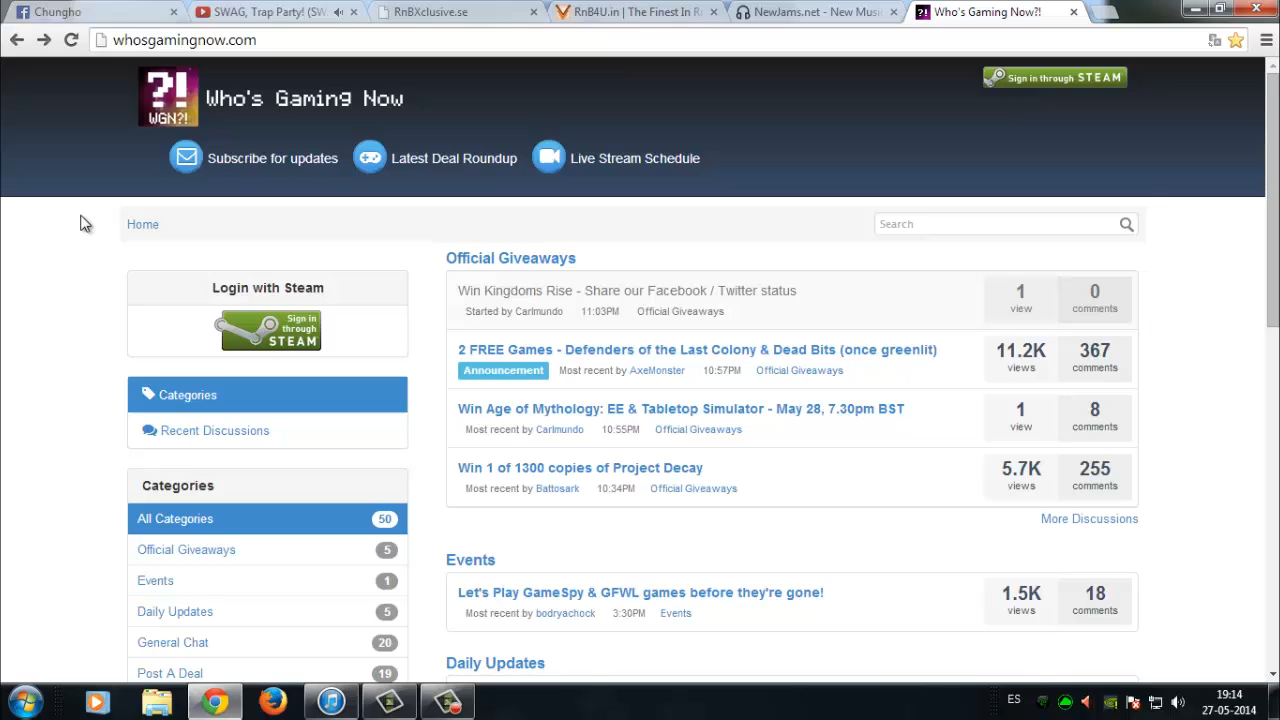 Chungho
SWAG, Trap Party! (SW
RnBXclusive.se
RnB4U.in | The Finest In R
NewJams.net - New Musi
Who's Gaming Now?!
whosgamingnow.com
?!
WGN?!
Who's Gaming Now
Sign in through STEAM
Subscribe for updates
Latest Deal Roundup
Live Stream Schedule
Home
Search
Login with Steam
Sign in
through
STEAM
Categories
Recent Discussions
Categories
All Categories 50
Official Giveaways 5
Events 1
Daily Updates 5
General Chat 20
Post A Deal 19
Official Giveaways
Win Kingdoms Rise - Share our Facebook / Twitter status
Started by Carlmundo 11:03PM Official Giveaways
1 0
view comments
2 FREE Games - Defenders of the Last Colony & Dead Bits (once greenlit)
Announcement Most recent by AxeMonster 10:57PM Official Giveaways
11.2K 367
views comments
Win Age of Mythology: EE & Tabletop Simulator - May 28, 7.30pm BST
Most recent by Carlmundo 10:55PM Official Giveaways
1 8
view comments
Win 1 of 1300 copies of Project Decay
Most recent by Battosark 10:34PM Official Giveaways
5.7K 255
views comments
More Discussions
Events
Let's Play GameSpy & GFWL games before they're gone!
Most recent by bodryachock 3:30PM Events
1.5K 18
views comments
Daily Updates
ES
19:14
27-05-2014